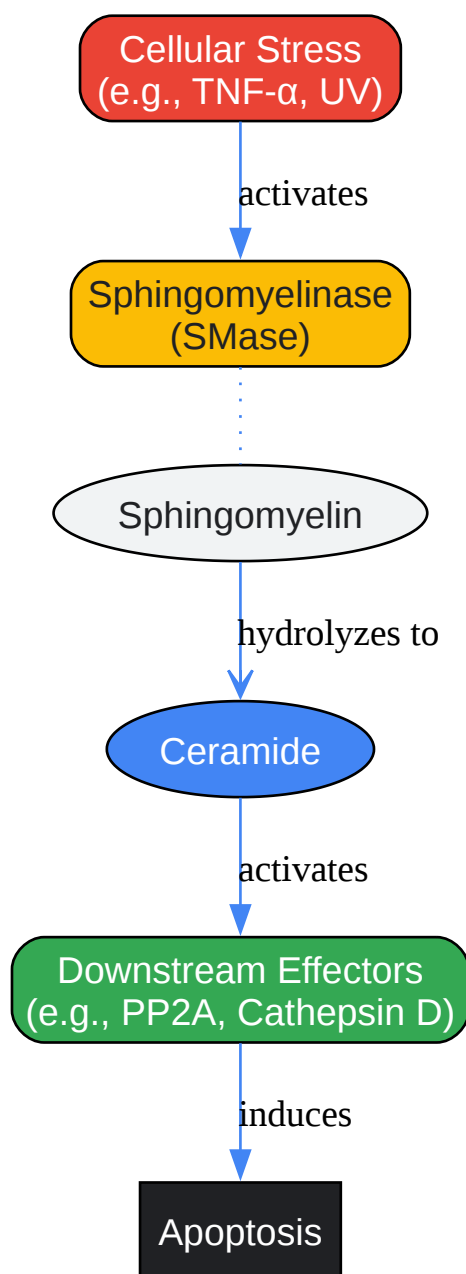 Cellular Stress
(e.g., TNF-α, UV)
activates
Sphingomyelinase
(SMase)
Sphingomyelin
hydrolyzes to
Ceramide
activates
Downstream Effectors
(e.g., PP2A, Cathepsin D)
induces
Apoptosis